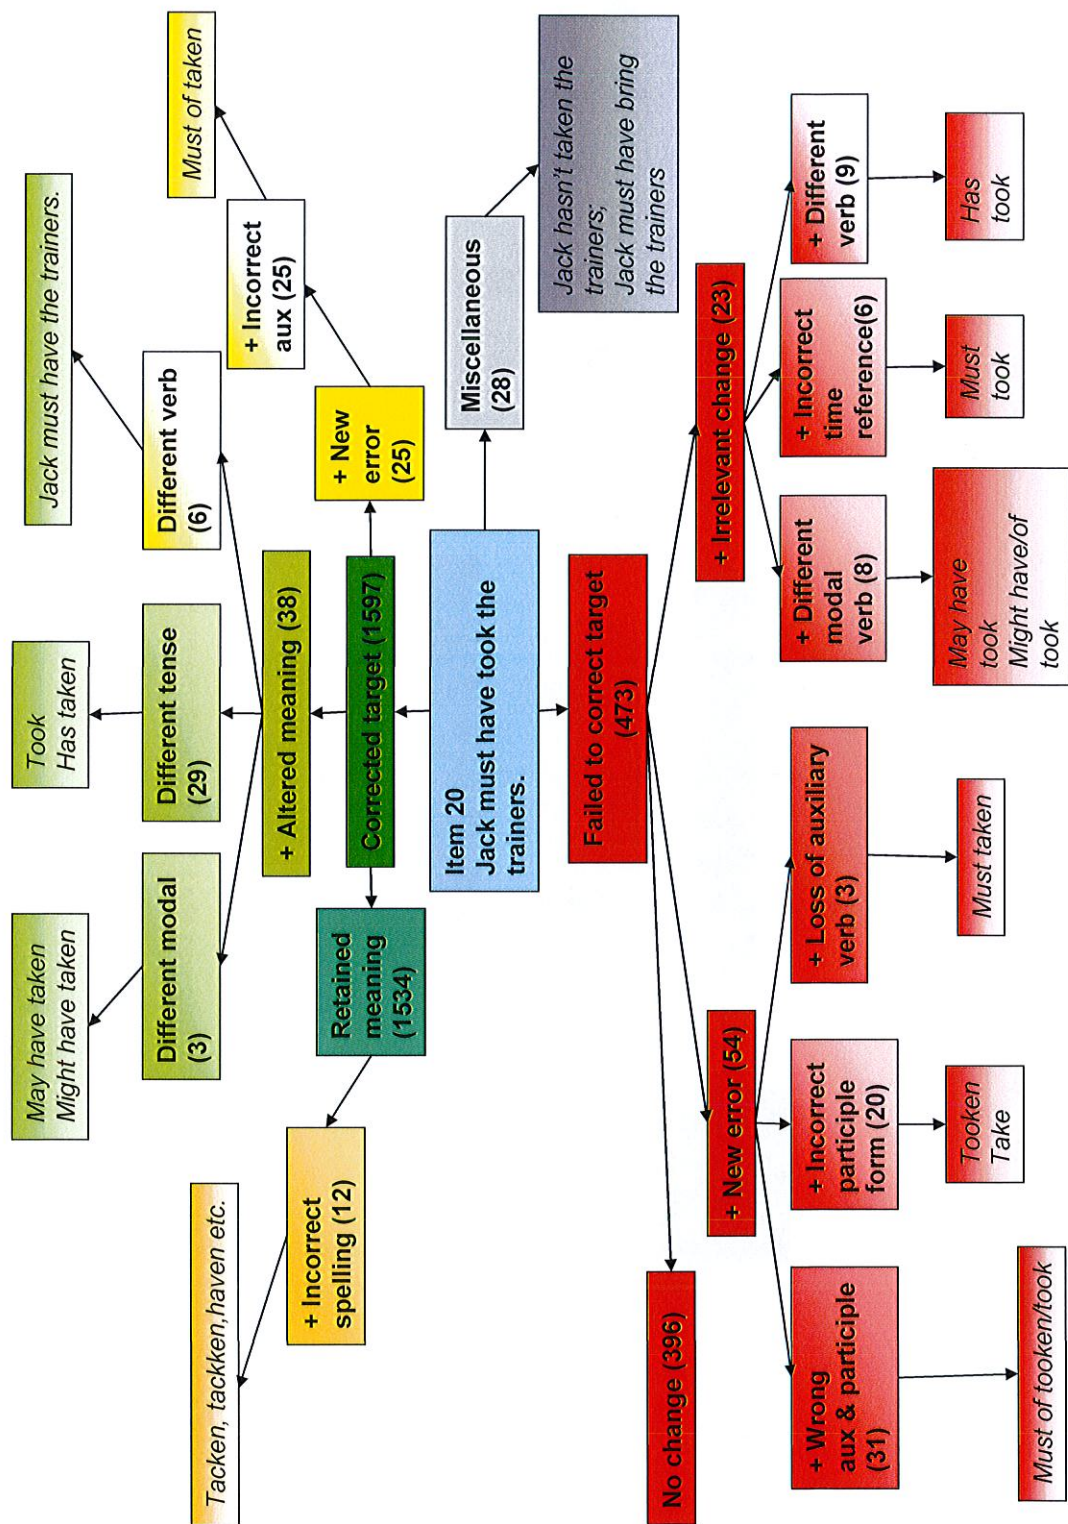 May have taken
Might have taken
Took
Has taken
Jack must have the trainers.
Tacken, tackken,haven etc.
Must of taken
Different modal
(3)
Different tense
(29)
Different verb
(6)
+ Incorrect
aux (25)
+ Altered meaning (38)
+ Incorrect
spelling (12)
Retained
meaning
(1534)
Corrected target (1597)
+ New
error
(25)
Item 20
Jack must have took the
trainers.
Miscellaneous
(28)
Jack hasn't taken the
trainers;
Jack must have bring
the trainers
Failed to correct target
(473)
No change (396)
+ New error (54)
+ Irrelevant change (23)
+ Wrong
aux & participle
(31)
+ Incorrect
participle
form (20)
+ Loss of auxiliary
verb (3)
+ Different
modal
verb (8)
+ Incorrect
time
reference(6)
+ Different
verb (9)
Must of tooken/took
Tooken
Take
Must taken
May have
took
Might have/of
took
Must
took
Has
took